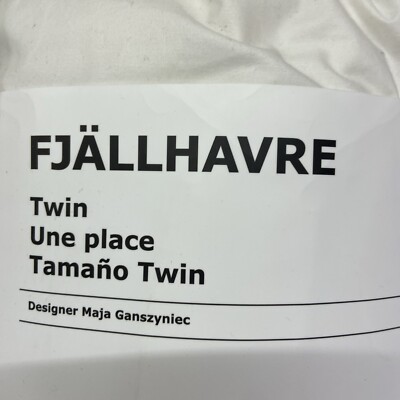 FJÄLLHAVRE
Twin
Une place
Tamaño Twin
Designer Maja Ganszyniec